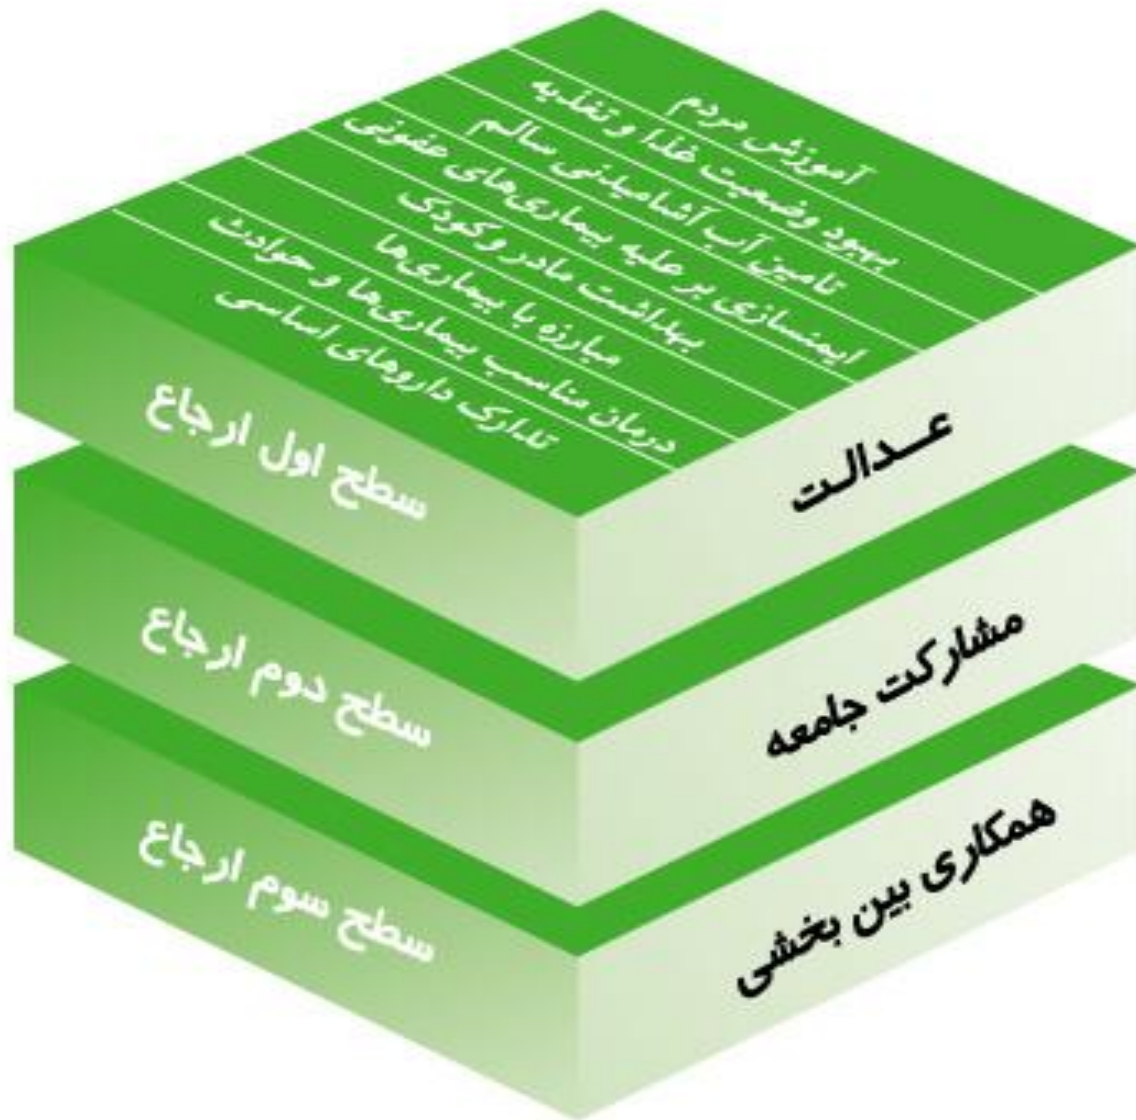 آموزش مردم
بهبود وضعیت غذا و تغذیه
تامین آب آشامیدنی سالم
ایمنسازی بر علیه بیماری‌های عفونی
بهداشت مادر و کودک
مبارزه با بیماری‌ها
درمان مناسب بیماری‌ها و حوادث
تدارک داروهای اساسی
عــدالـت
سطح اول ارجاع
مشارکت جامعه
سطح دوم ارجاع
همکاری بین بخشی
سطح سوم ارجاع